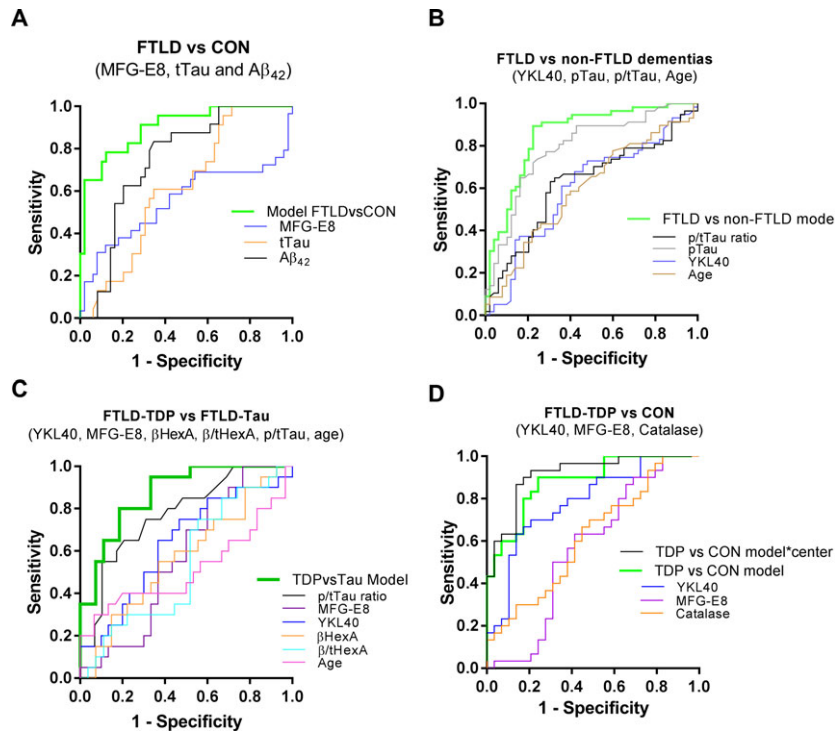 A
FTLD vs CON
(MFG-E8, tTau and Aβ42)
Sensitivity
1.0
0.8
0.6
0.4
0.2
0.0
Model FTLDvsCON
MFG-E8
tTau
Aβ42
0.0 0.2 0.4 0.6 0.8 1.0
1 - Specificity
B
FTLD vs non-FTLD dementias
(YKL40, pTau, p/tTau, Age)
Sensitivity
1.0
0.8
0.6
0.4
0.2
0.0
FTLD vs non-FTLD mode
p/tTau ratio
pTau
YKL40
Age
0.0 0.2 0.4 0.6 0.8 1.0
1 - Specificity
C
FTLD-TDP vs FTLD-Tau
(YKL40, MFG-E8, βHexA, β/tHexA, p/tTau, age)
Sensitivity
1.0
0.8
0.6
0.4
0.2
0.0
TDPvsTau Model
p/tTau ratio
MFG-E8
YKL40
βHexA
β/tHexA
Age
0.0 0.2 0.4 0.6 0.8 1.0
1 - Specificity
D
FTLD-TDP vs CON
(YKL40, MFG-E8, Catalase)
Sensitivity
1.0
0.8
0.6
0.4
0.2
0.0
TDP vs CON model*center
TDP vs CON model
YKL40
MFG-E8
Catalase
0.0 0.2 0.4 0.6 0.8 1.0
1 - Specificity